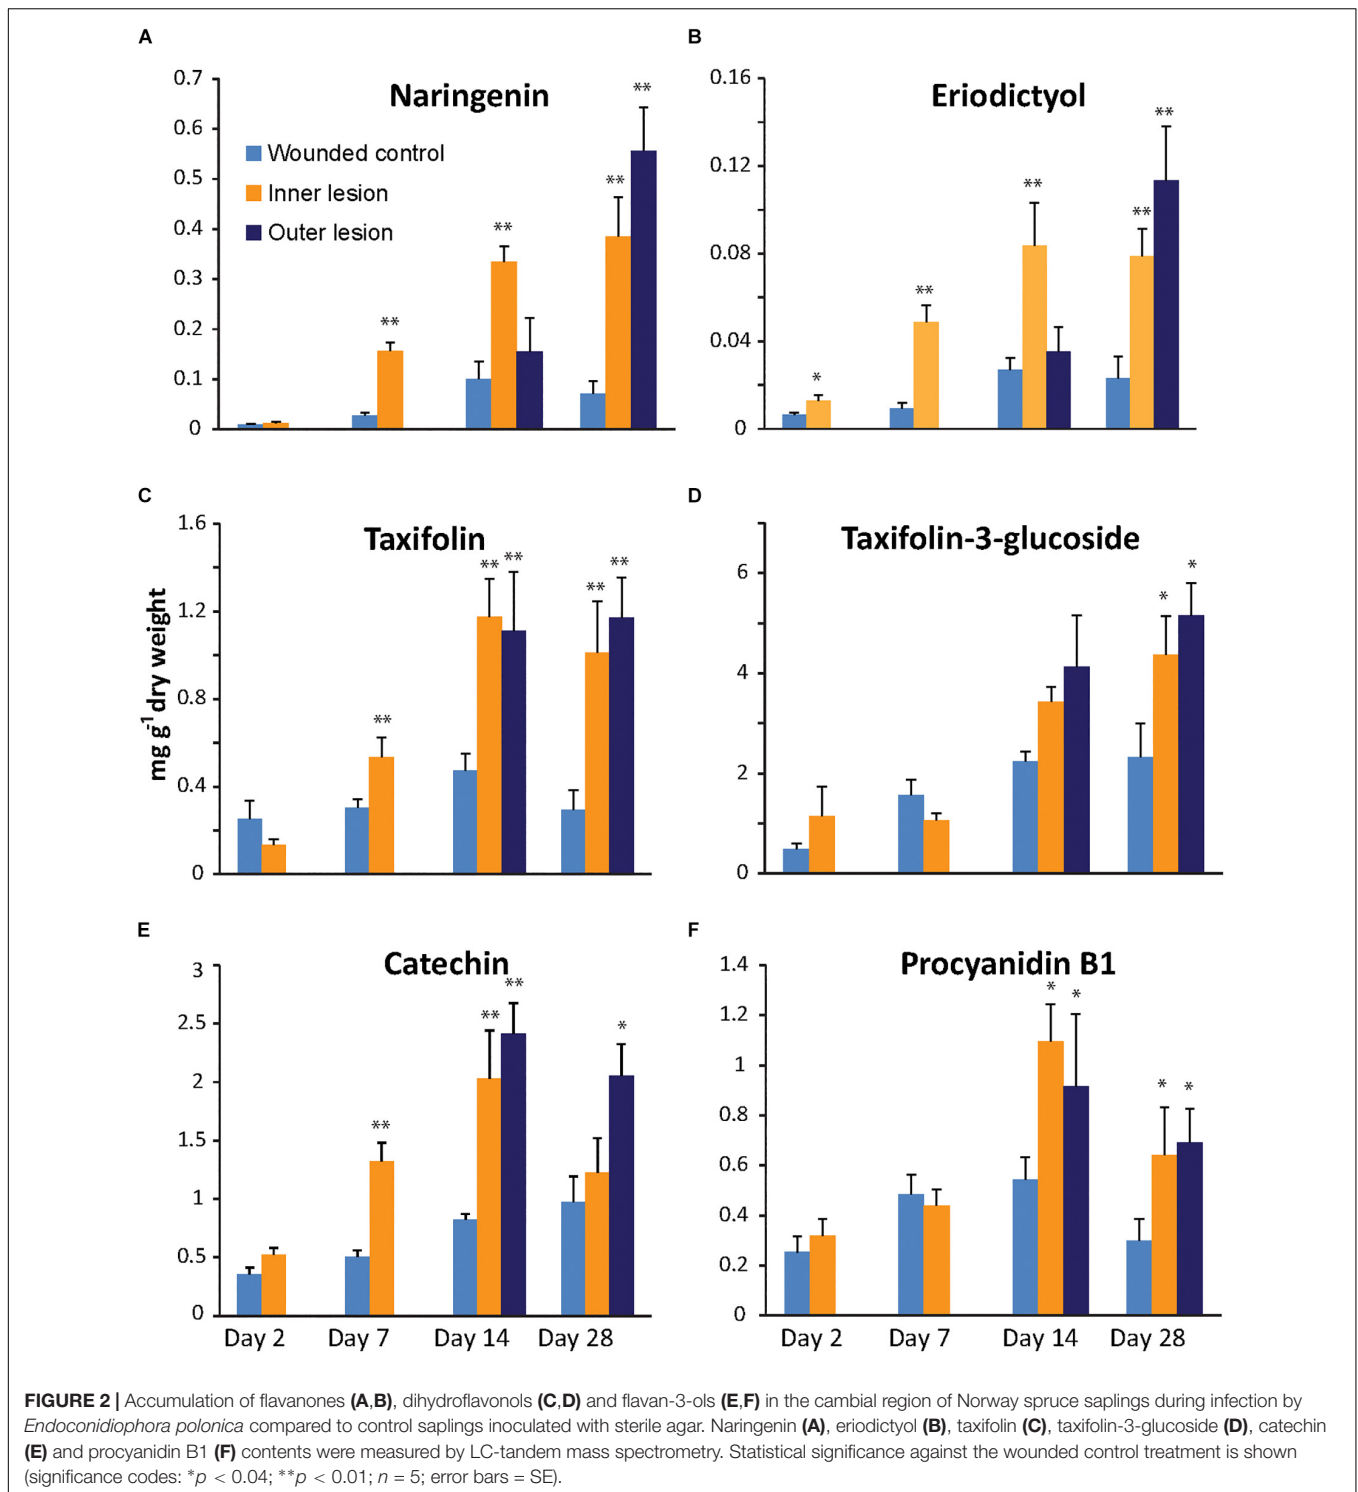 A
Naringenin
0.7
0.6
0.5
0.4
0.3
0.2
0.1
0
Wounded control
Inner lesion
Outer lesion
**
**
**
**
B
Eriodictyol
0.16
0.12
0.08
0.04
0
*
**
**
**
**
C
Taxifolin
1.6
1.2
0.8
0.4
0
mg g-1 dry weight
**
**
**
**
**
D
Taxifolin-3-glucoside
6
4
2
0
*
*
E
Catechin
3
2.5
2
1.5
1
0.5
0
**
**
**
*
Day 2 Day 7 Day 14 Day 28
F
Procyanidin B1
1.4
1.2
1
0.8
0.6
0.4
0.2
0
*
*
*
*
Day 2 Day 7 Day 14 Day 28
FIGURE 2 | Accumulation of flavanones (A,B), dihydroflavonols (C,D) and flavan-3-ols (E,F) in the cambial region of Norway spruce saplings during infection by
Endoconidiophora polonica compared to control saplings inoculated with sterile agar. Naringenin (A), eriodictyol (B), taxifolin (C), taxifolin-3-glucoside (D), catechin
(E) and procyanidin B1 (F) contents were measured by LC-tandem mass spectrometry. Statistical significance against the wounded control treatment is shown
(significance codes: *p < 0.04; **p < 0.01; n = 5; error bars = SE).